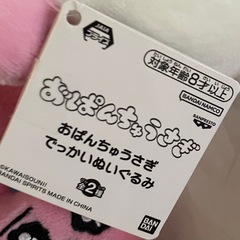 対象年齢8才以上
BANDAI NAMCO
BANPRESTO
おぱんちゅうさぎ
おぱんちゅうさぎ
でっかいぬいぐるみ
全2種
©KAWAISOUNI!!
BANDAI SPIRITS MADE IN CHINA
BANDAI